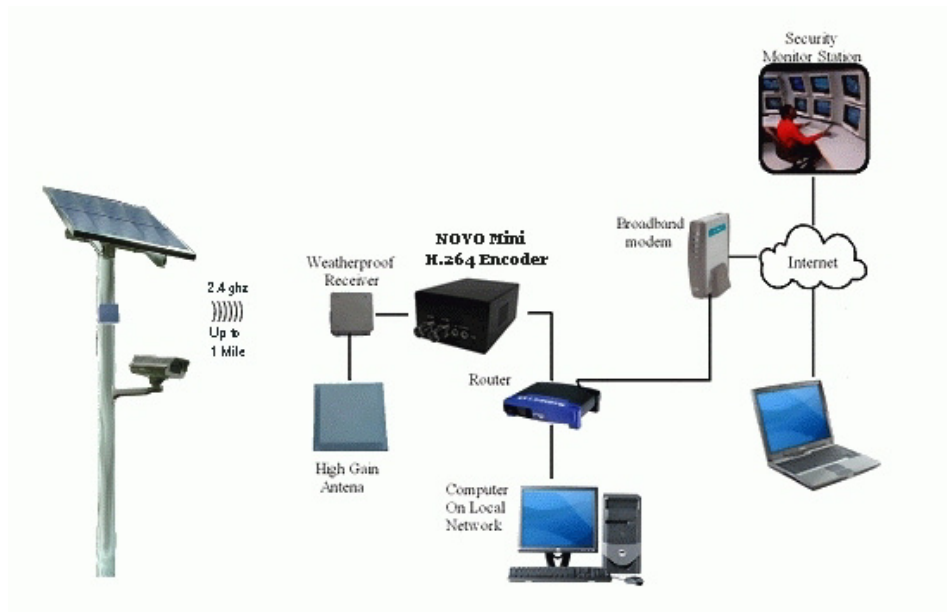 Security
Monitor Station
Broadband
modem
Internet
NOVO Mini
H.264 Encoder
Weatherproof
Receiver
2.4 ghz
))))))
Up to
1 Mile
Router
High Gain
Antena
Computer
On Local
Network